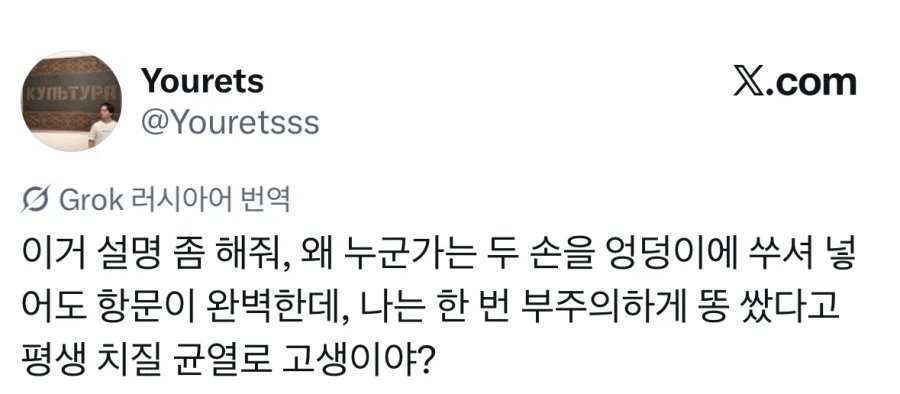 КУЛЬТУРА
Yourets
X.com
@Youretsss
Grok 러시아어 번역
이거 설명 좀 해줘, 왜 누군가는 두 손을 엉덩이에 쑤셔 넣
어도 항문이 완벽한데, 나는 한 번 부주의하게 똥 쌌다고
평생 치질 균열로 고생이야?